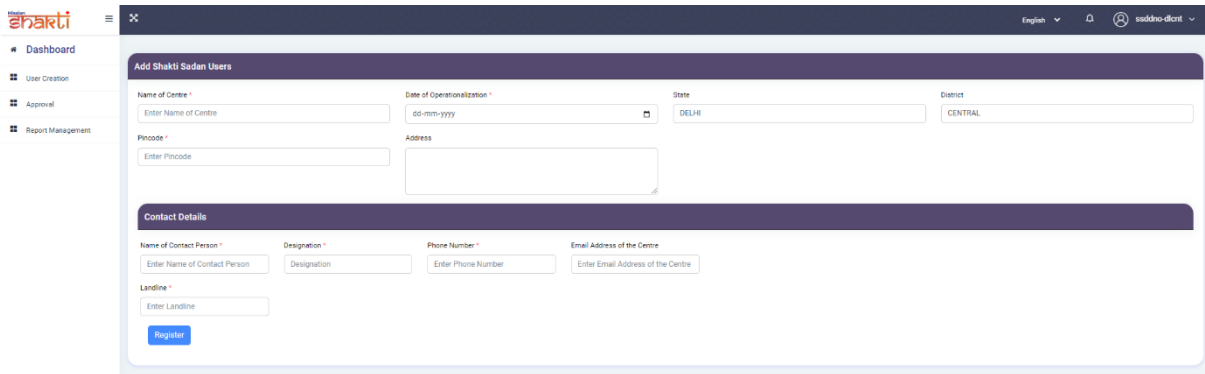 Mission
shakti
English
ssddno-dlcnt
Dashboard
User Creation
Approval
Report Management
Add Shakti Sadan Users
Name of Centre * Date of Operationalization * State District
Enter Name of Centre dd-mm-yyyy DELHI CENTRAL
Pincode * Address
Enter Pincode
Contact Details
Name of Contact Person * Designation * Phone Number * Email Address of the Centre
Enter Name of Contact Person Designation Enter Phone Number Enter Email Address of the Centre
Landline *
Enter Landline
Register